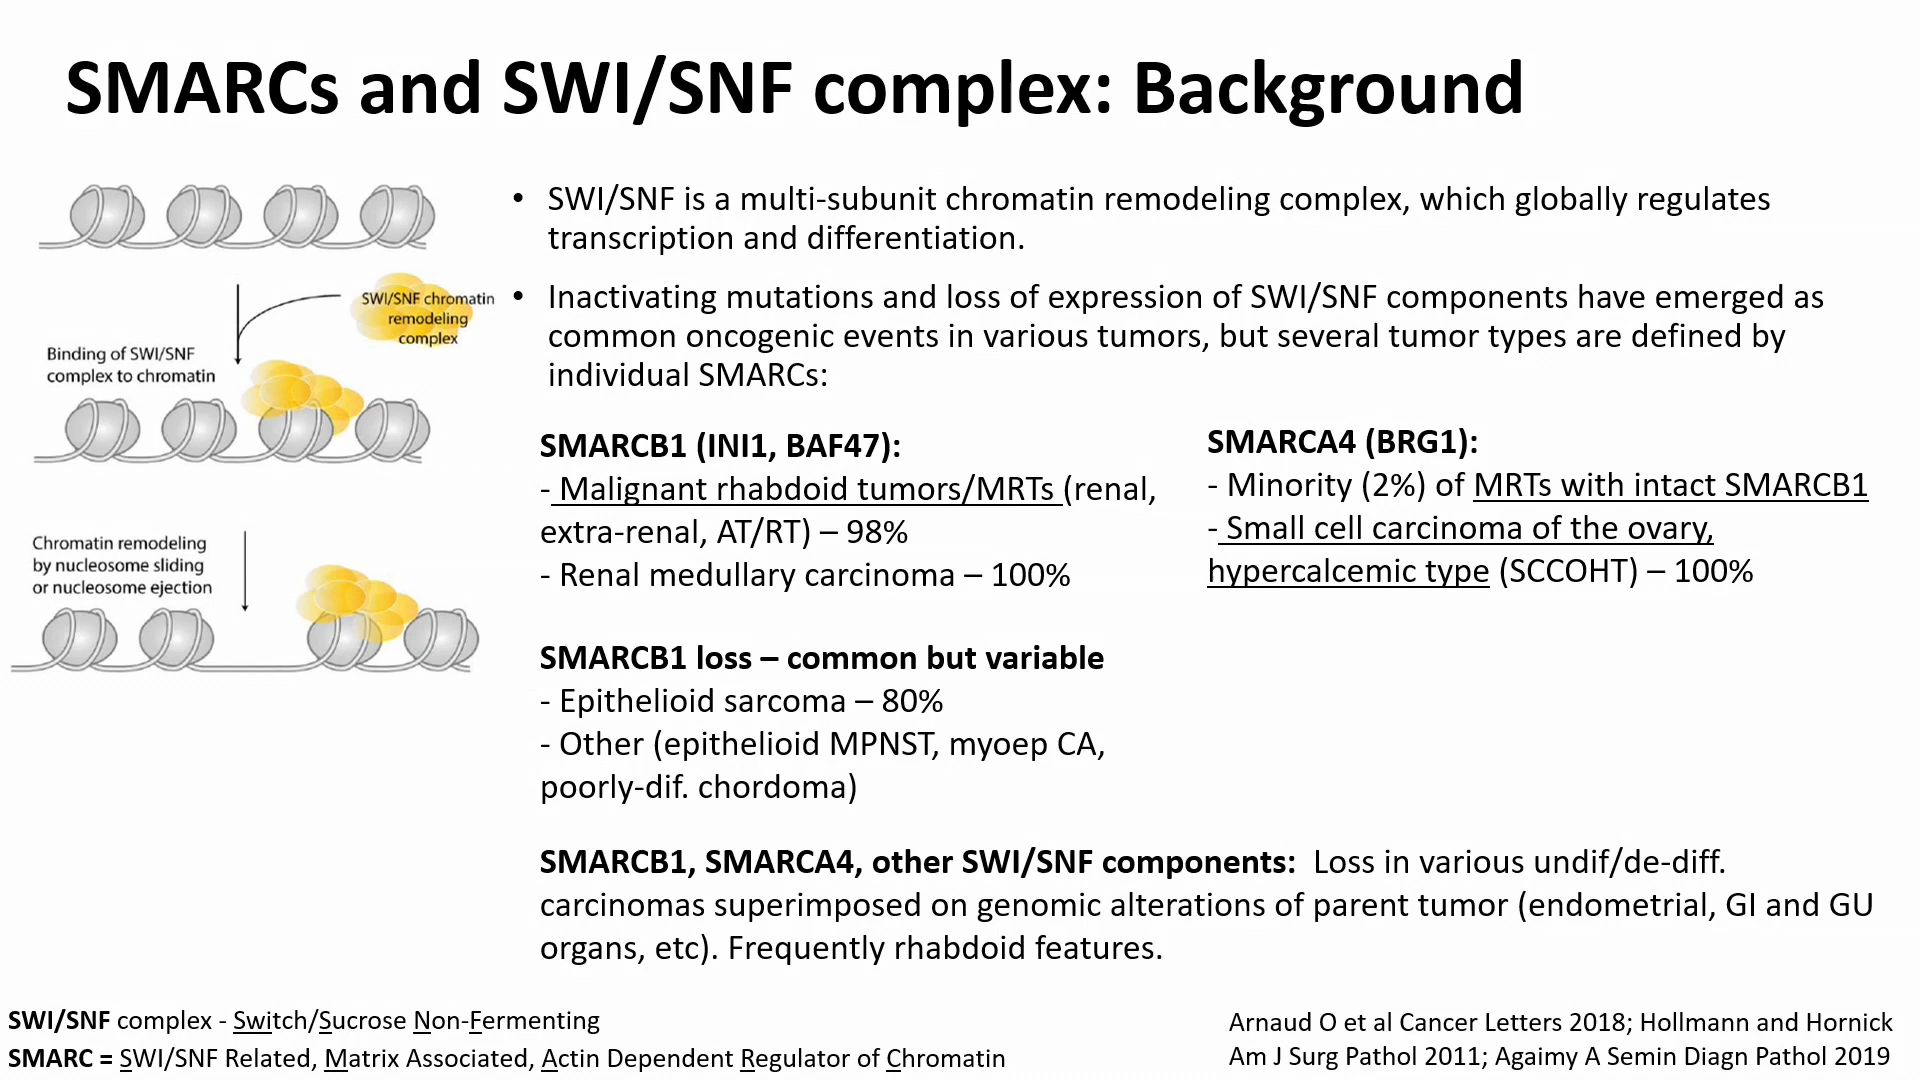 SMARCs and SWI/SNF complex: Background
SWI/SNF chromatin
remodeling
complex
Binding of SWI/SNF
complex to chromatin
Chromatin remodeling
by nucleosome sliding
or nucleosome ejection
• SWI/SNF is a multi-subunit chromatin remodeling complex, which globally regulates
transcription and differentiation.
• Inactivating mutations and loss of expression of SWI/SNF components have emerged as
common oncogenic events in various tumors, but several tumor types are defined by
individual SMARCs:
SMARCB1 (INI1, BAF47):
- Malignant rhabdoid tumors/MRTs (renal,
extra-renal, AT/RT) – 98%
- Renal medullary carcinoma – 100%
SMARCB1 loss – common but variable
- Epithelioid sarcoma – 80%
- Other (epithelioid MPNST, myoep CA,
poorly-dif. chordoma)
SMARCA4 (BRG1):
- Minority (2%) of MRTs with intact SMARCB1
- Small cell carcinoma of the ovary,
hypercalcemic type (SCCOHT) – 100%
SMARCB1, SMARCA4, other SWI/SNF components: Loss in various undif/de-diff.
carcinomas superimposed on genomic alterations of parent tumor (endometrial, GI and GU
organs, etc). Frequently rhabdoid features.
SWI/SNF complex - Switch/Sucrose Non-Fermenting
SMARC = SWI/SNF Related, Matrix Associated, Actin Dependent Regulator of Chromatin
Arnaud O et al Cancer Letters 2018; Hollmann and Hornick
Am J Surg Pathol 2011; Agaimy A Semin Diagn Pathol 2019